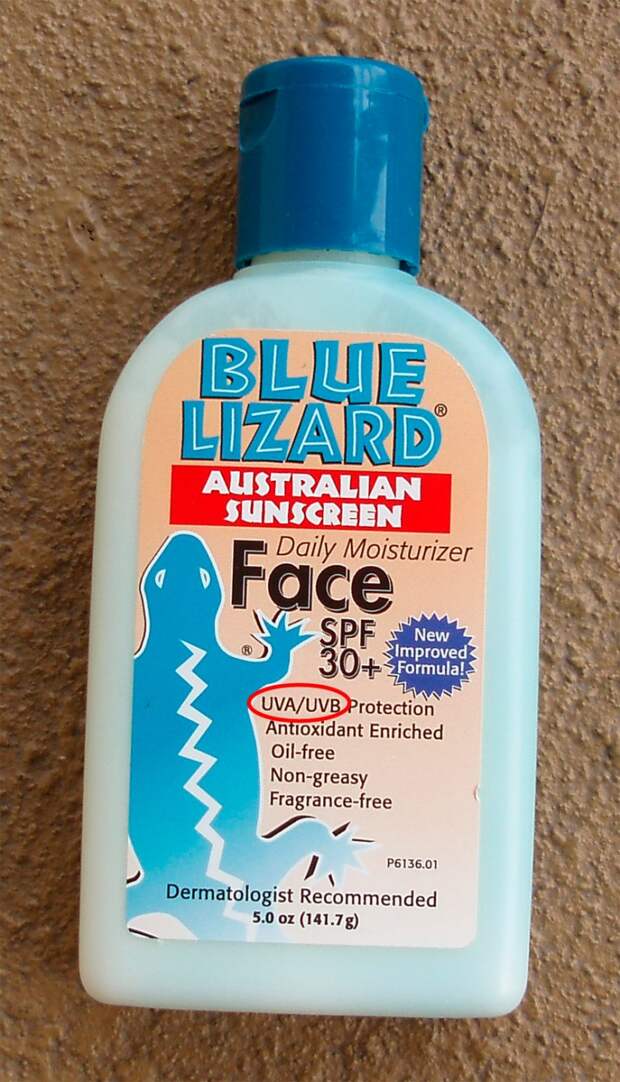 BLUE
LIZARD®
AUSTRALIAN
SUNSCREEN
Daily Moisturizer
Face
SPF
30+
New
Improved
Formula!
®
UVA/UVB Protection
Antioxidant Enriched
Oil-free
Non-greasy
Fragrance-free
P6136.01
Dermatologist Recommended
5.0 oz (141.7g)